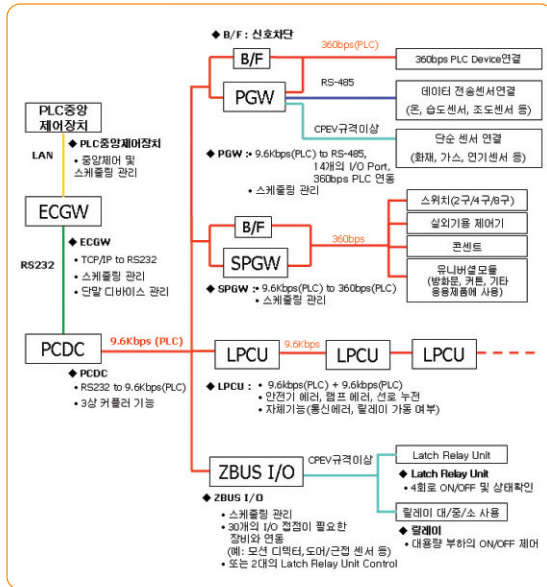 ◆ B/F : 신호차단
B/F
360bps(PLC)
360bps PLC Device연결
PGW
RS-485
데이터 전송센서연결
(온, 습도센서, 조도센서 등)
CPEV규격이상
단순 센서 연결
(화재, 가스, 연기센서 등)
◆ PGW :• 9.6Kbps(PLC) to RS-485,
14개의 I/O Port,
360bps PLC 연동
• 스케줄링 관리
PLC중앙
제어장치
LAN
◆ PLC중앙제어장치
• 중앙제어 및
스케줄링 관리
ECGW
RS232
◆ ECGW
• TCP/IP to RS232
• 스케줄링 관리
• 단말 디바이스 관리
B/F
SPGW
360bps
스위치(2구/4구/8구)
실외기용 제어기
콘센트
유니버셜모듈
(방화문, 커튼, 기타
응용제품에 사용)
◆ SPGW :• 9.6Kbps(PLC) to 360bps(PLC)
• 스케줄링 관리
PCDC
9.6Kbps (PLC)
◆ PCDC
• RS232 to 9.6Kbps(PLC)
• 3상 커플러 기능
LPCU
9.6Kbps
LPCU
LPCU
◆ LPCU : • 9.6kbps(PLC) + 9.6kbps(PLC)
• 안전기 에러, 램프 에러, 선로 누전
• 자체기능(통신에러, 릴레이 가동 여부)
ZBUS I/O
CPEV규격이상
Latch Relay Unit
◆ Latch Relay Unit
• 4회로 ON/OFF 및 상태확인
릴레이 대/중/소 사용
◆ 릴레이
• 대용량 부하의 ON/OFF 제어
◆ ZBUS I/O
• 스케줄링 관리
• 30개의 I/O 접점이 필요한
장비와 연동
(예: 모션 디텍터,도어/근접 센서 등)
• 또는 2대의 Latch Relay Unit Control